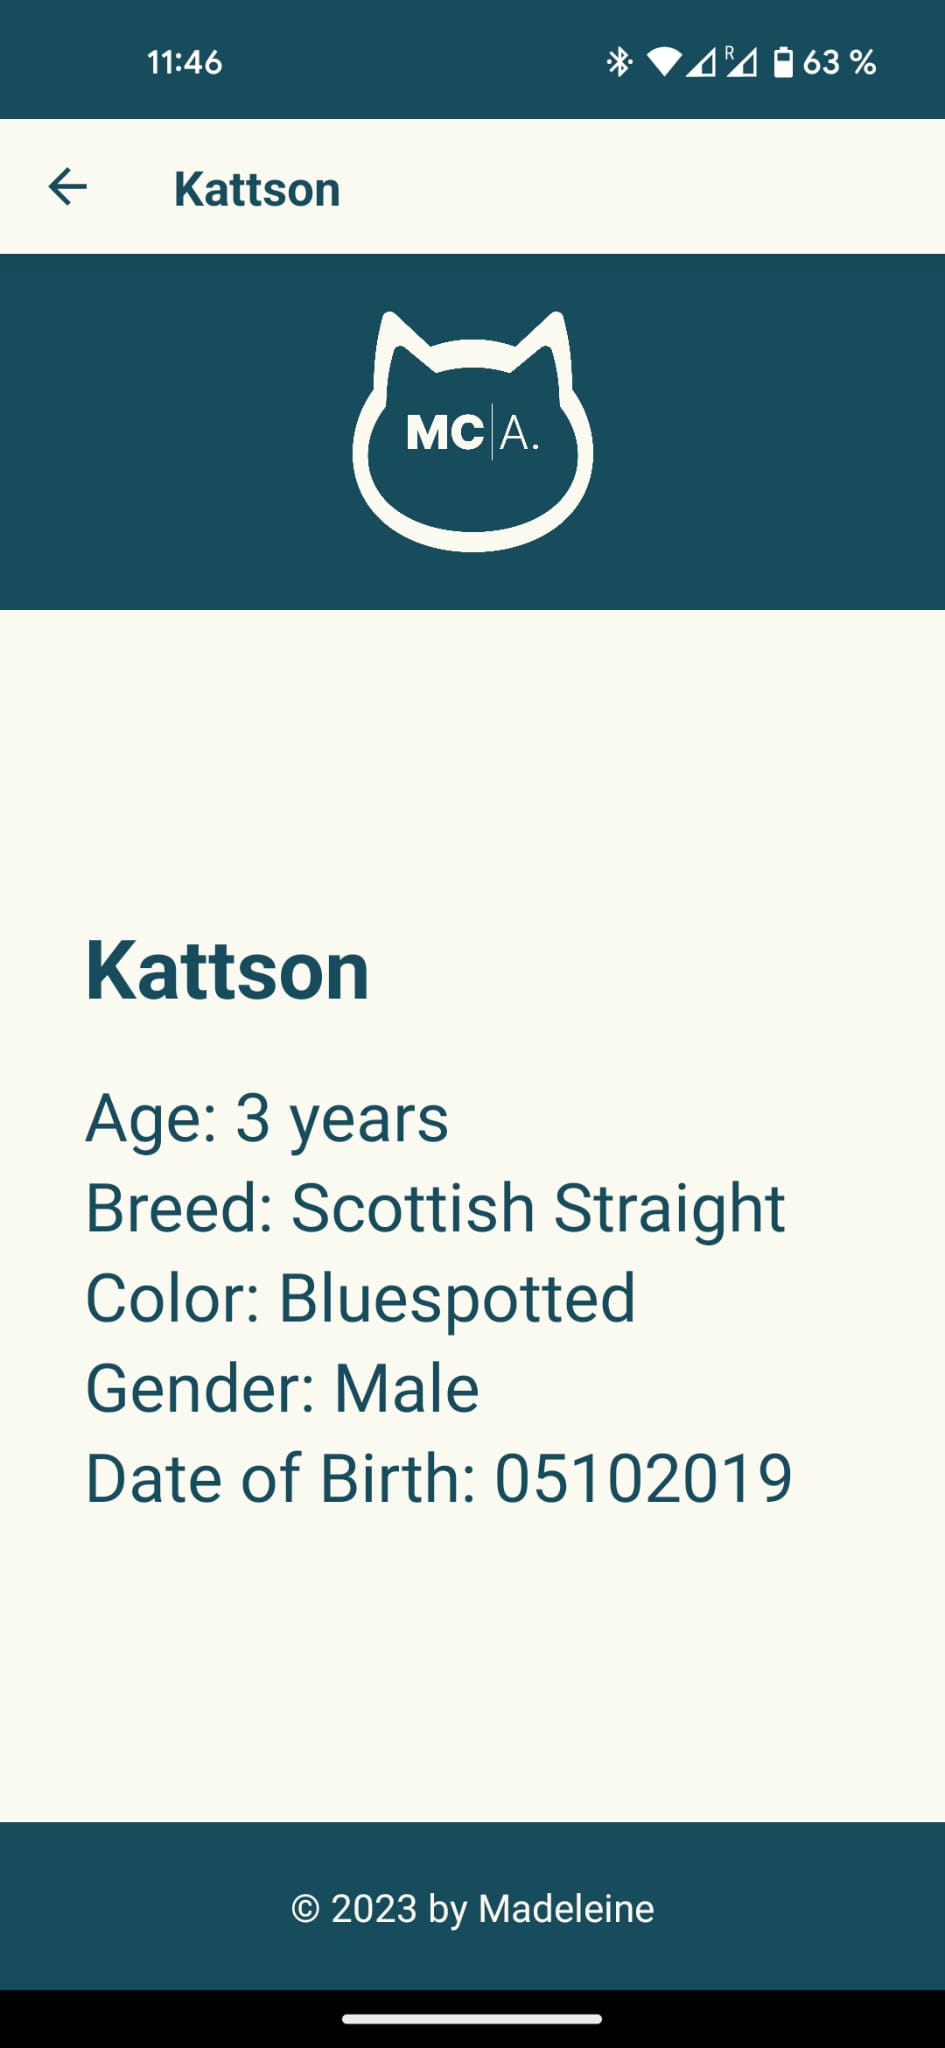 11:46
R
63 %
Kattson
MC|A.
Kattson
Age: 3 years
Breed: Scottish Straight
Color: Bluespotted
Gender: Male
Date of Birth: 05102019
© 2023 by Madeleine